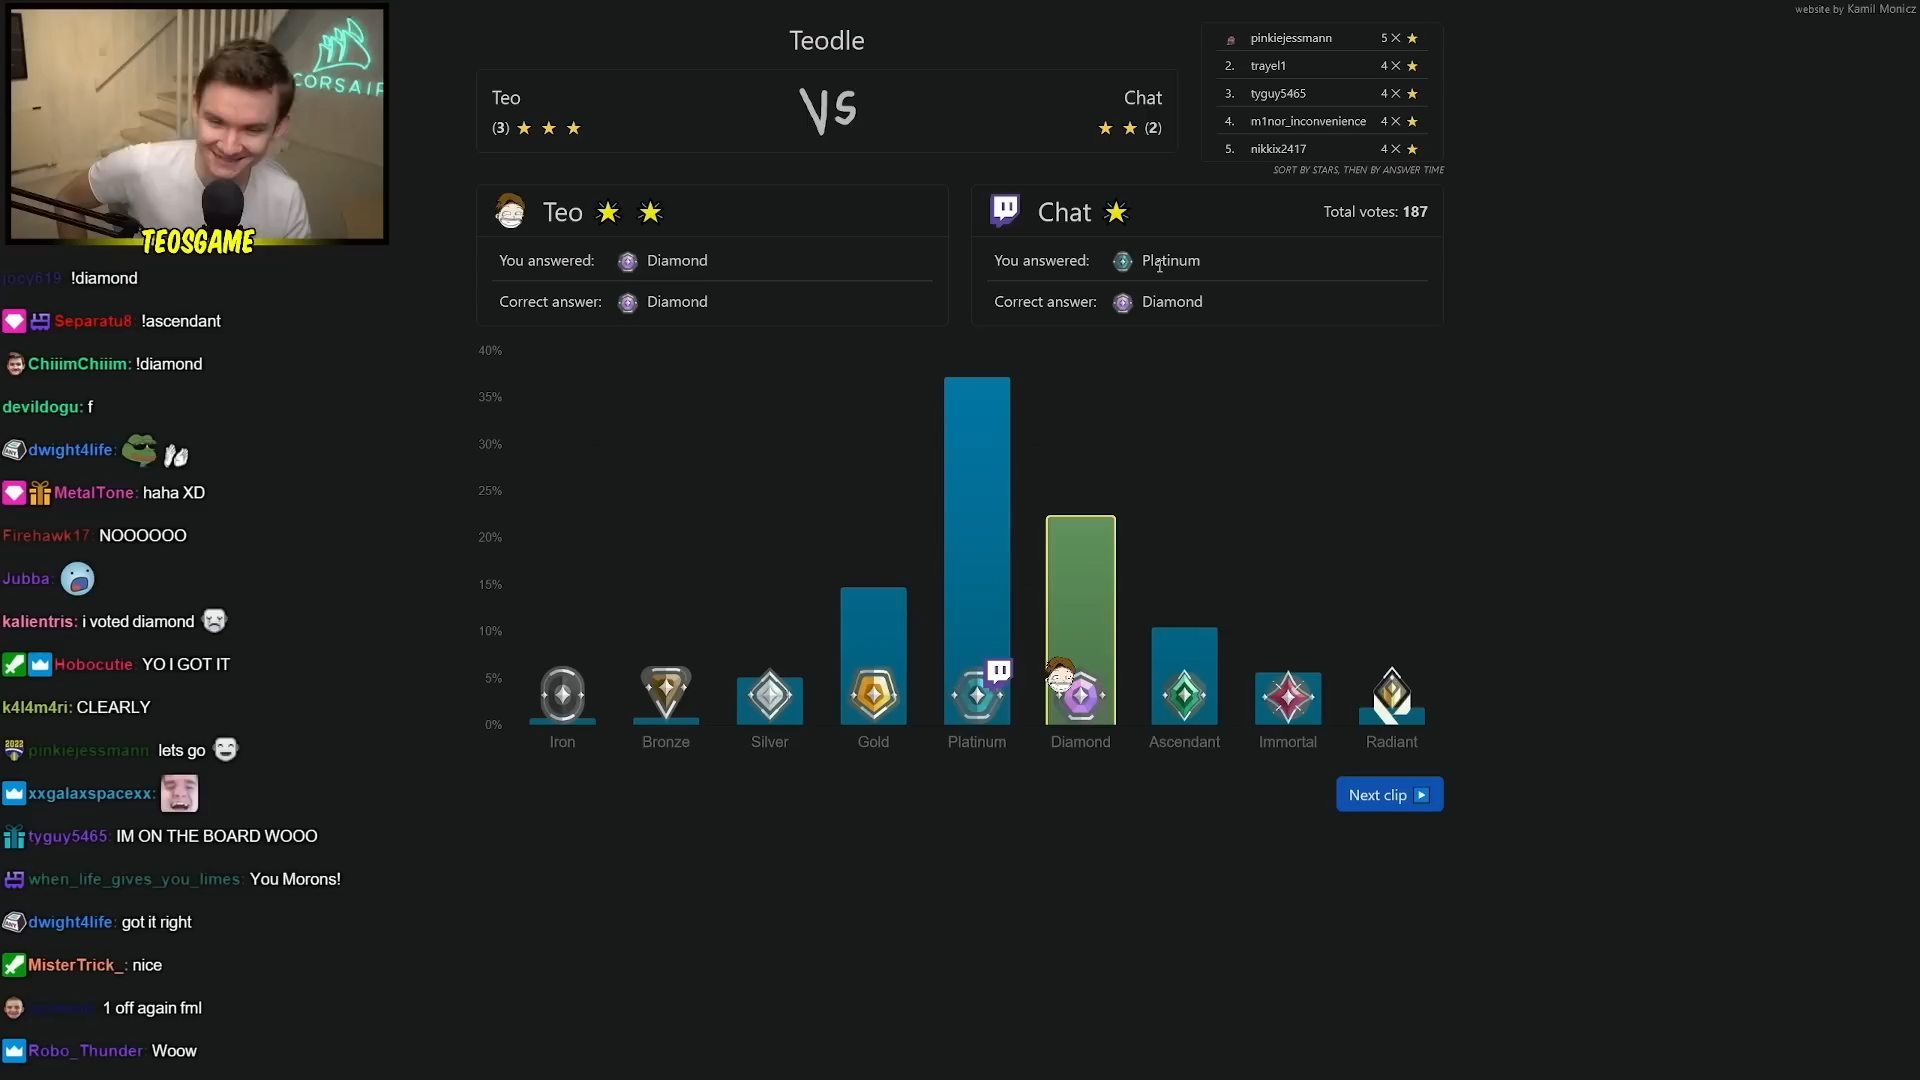 website by Kamil Monicz
Teodle
Teo
(3)
VS
Chat
(2)
pinkiejessmann 5 ×
2. trayel1 4 ×
3. tyguy5465 4 ×
4. m1nor_inconvenience 4 ×
5. nikkix2417 4 ×
SORT BY STARS, THEN BY ANSWER TIME
CORSAIR
TEOSGAME
Teo
You answered: Diamond
Correct answer: Diamond
Chat
Total votes: 187
You answered: Platinum
Correct answer: Diamond
40%
35%
30%
25%
20%
15%
10%
5%
0%
Iron Bronze Silver Gold Platinum Diamond Ascendant Immortal Radiant
Next clip
jocy619: !diamond
Separatu8: !ascendant
ChiiimChiiim: !diamond
devildogu: f
dwight4life:
MetalTone: haha XD
Firehawk17: NOOOOOO
Jubba:
kalientris: i voted diamond
Hobocutie: YO I GOT IT
k4l4m4ri: CLEARLY
2022
pinkiejessmann: lets go
xxgalaxspacexx:
tyguy5465: IM ON THE BOARD WOOO
when_life_gives_you_limes: You Morons!
dwight4life: got it right
MisterTrick_: nice
1 off again fml
Robo_Thunder: Woow